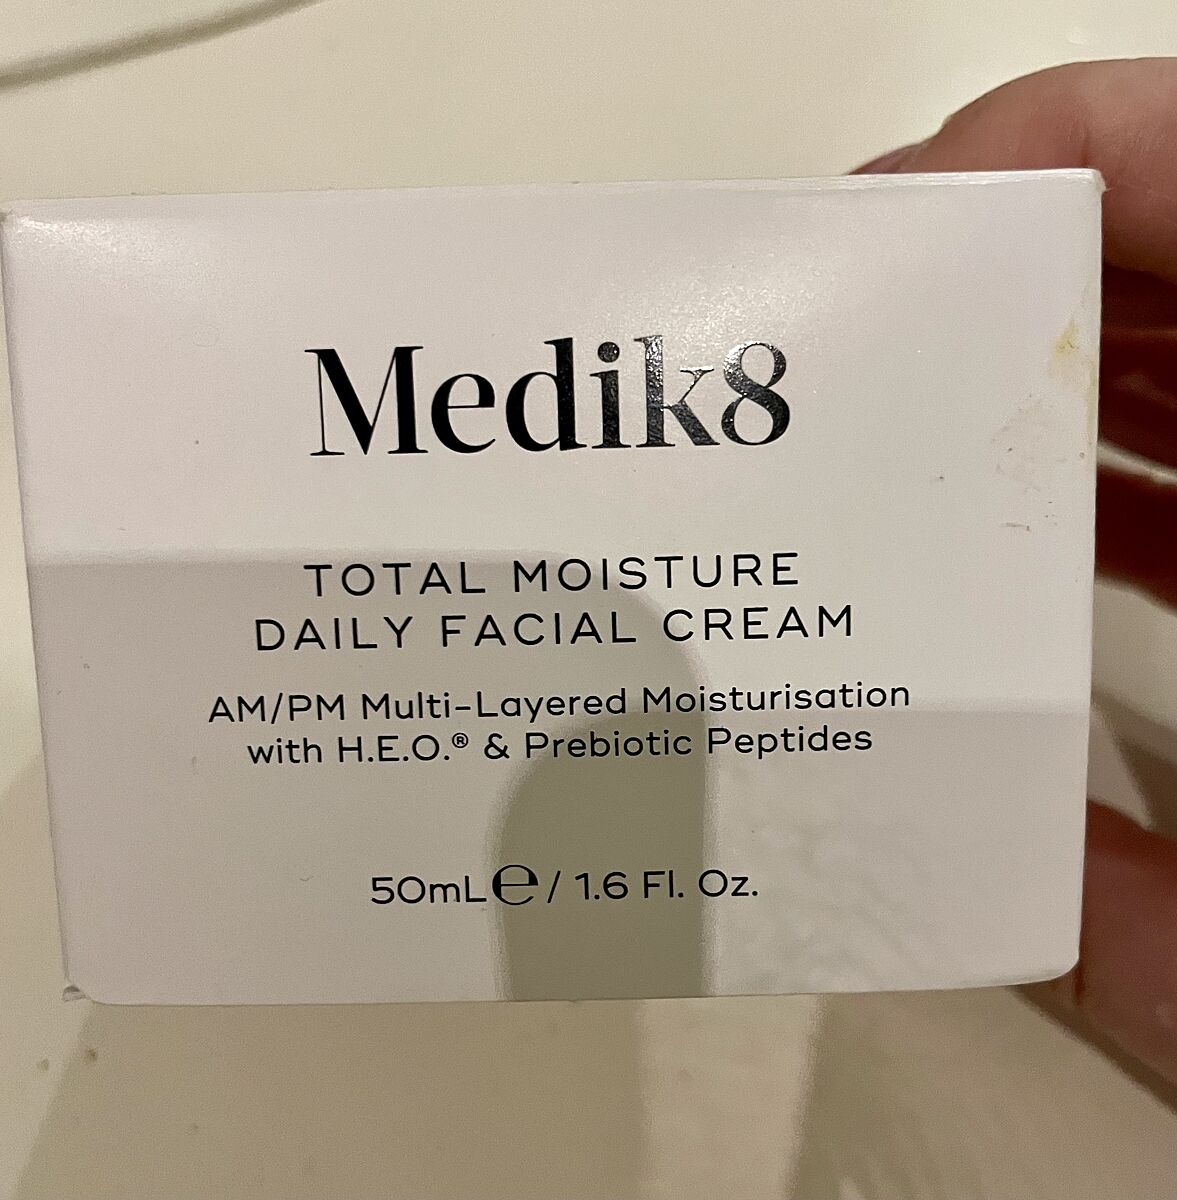 Medik8
TOTAL MOISTURE
DAILY FACIAL CREAM
AM/PM Multi-Layered Moisturisation
with H.E.O.® & Prebiotic Peptides
50mL ℮ / 1.6 Fl. Oz.